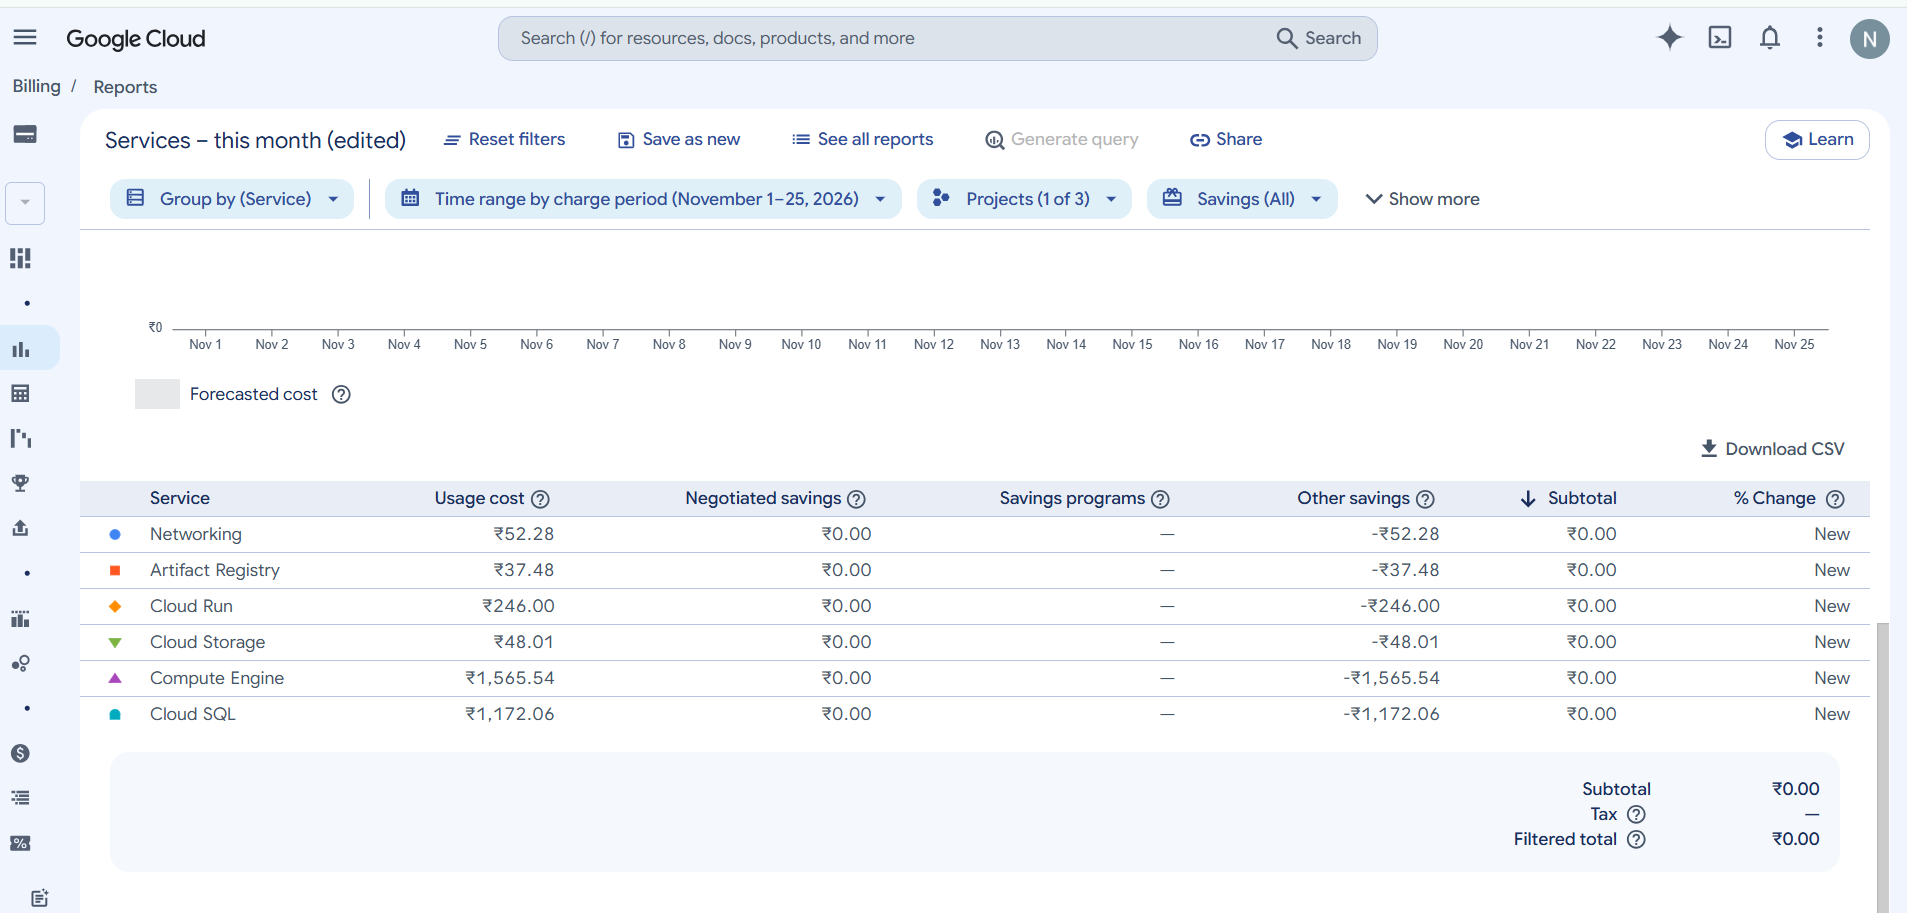 Google Cloud
Search (/) for resources, docs, products, and more
Search
N
Billing / Reports
Services – this month (edited)
Reset filters
Save as new
See all reports
Generate query
Share
Learn
Group by (Service)
Time range by charge period (November 1–25, 2026)
Projects (1 of 3)
Savings (All)
Show more
₹0
Nov 1 Nov 2 Nov 3 Nov 4 Nov 5 Nov 6 Nov 7 Nov 8 Nov 9 Nov 10 Nov 11 Nov 12 Nov 13 Nov 14 Nov 15 Nov 16 Nov 17 Nov 18 Nov 19 Nov 20 Nov 21 Nov 22 Nov 23 Nov 24 Nov 25
Forecasted cost
Download CSV
Service Usage cost Negotiated savings Savings programs Other savings Subtotal % Change
Networking ₹52.28 ₹0.00 — -₹52.28 ₹0.00 New
Artifact Registry ₹37.48 ₹0.00 — -₹37.48 ₹0.00 New
Cloud Run ₹246.00 ₹0.00 — -₹246.00 ₹0.00 New
Cloud Storage ₹48.01 ₹0.00 — -₹48.01 ₹0.00 New
Compute Engine ₹1,565.54 ₹0.00 — -₹1,565.54 ₹0.00 New
Cloud SQL ₹1,172.06 ₹0.00 — -₹1,172.06 ₹0.00 New
Subtotal ₹0.00
Tax —
Filtered total ₹0.00